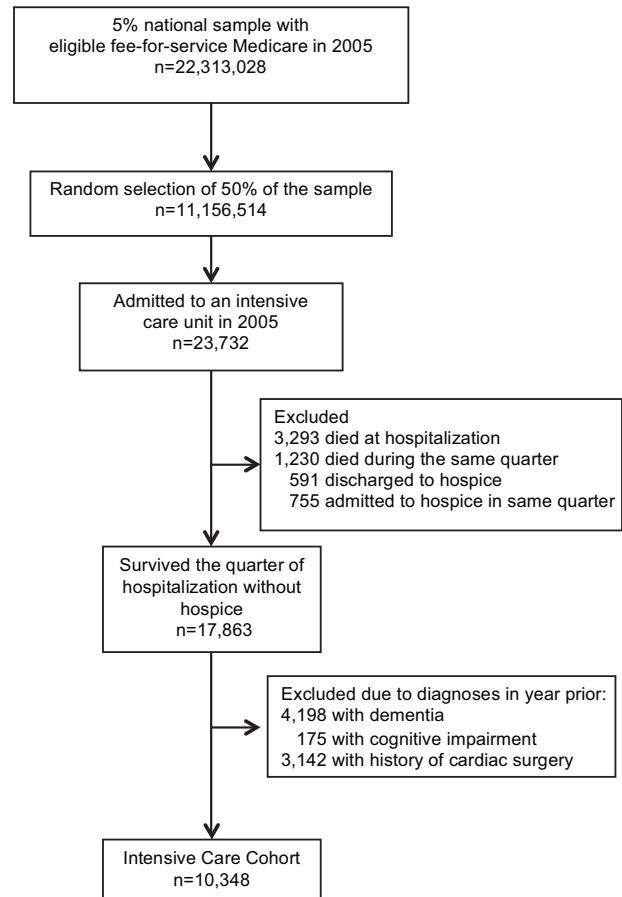 5% national sample with
eligible fee-for-service Medicare in 2005
n=22,313,028
Random selection of 50% of the sample
n=11,156,514
Admitted to an intensive
care unit in 2005
n=23,732
Excluded
3,293 died at hospitalization
1,230 died during the same quarter
591 discharged to hospice
755 admitted to hospice in same quarter
Survived the quarter of
hospitalization without
hospice
n=17,863
Excluded due to diagnoses in year prior:
4,198 with dementia
175 with cognitive impairment
3,142 with history of cardiac surgery
Intensive Care Cohort
n=10,348